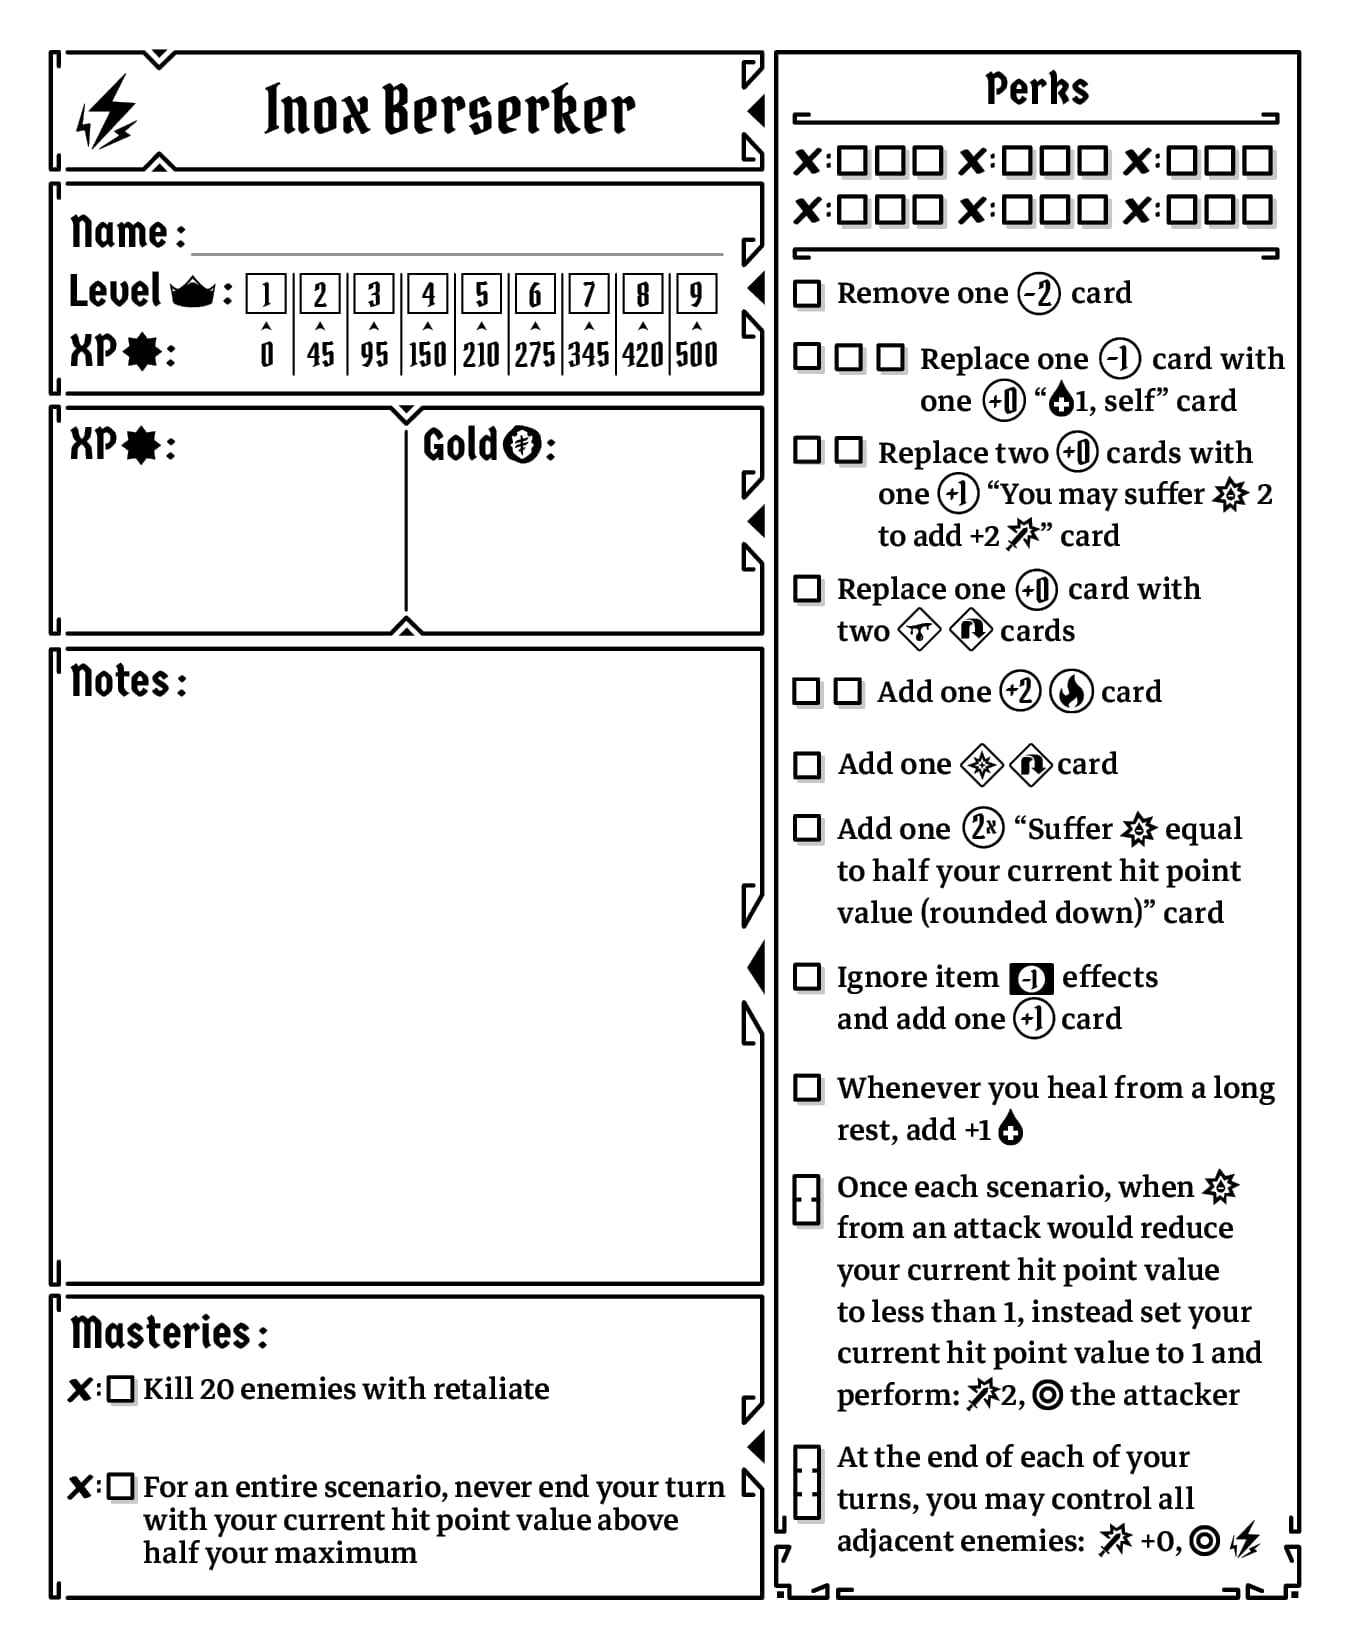 Inox Berserker
Name:
Level : 1 2 3 4 5 6 7 8 9
XP : 0 45 95 150 210 275 345 420 500
XP :
Gold :
Notes:
Masteries:
✘: Kill 20 enemies with retaliate
✘: For an entire scenario, never end your turn
with your current hit point value above
half your maximum
Perks
✘: ✘: ✘:
✘: ✘: ✘:
Remove one -2 card
Replace one -1 card with
one +0 “1, self” card
Replace two +0 cards with
one +1 “You may suffer 2
to add +2 ” card
Replace one +0 card with
two cards
Add one +2 card
Add one card
Add one 2x “Suffer equal
to half your current hit point
value (rounded down)” card
Ignore item -1 effects
and add one +1 card
Whenever you heal from a long
rest, add +1
Once each scenario, when
from an attack would reduce
your current hit point value
to less than 1, instead set your
current hit point value to 1 and
perform: 2, the attacker
At the end of each of your
turns, you may control all
adjacent enemies: +0,